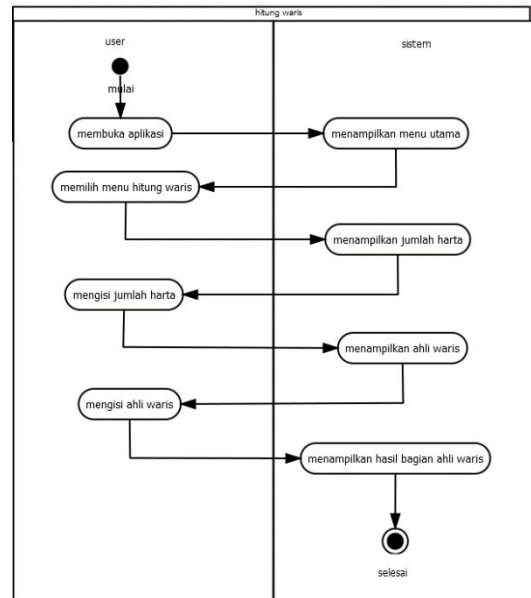 hitung waris
user
sistem
mulai
membuka aplikasi
menampilkan menu utama
memilih menu hitung waris
menampilkan jumlah harta
mengisi jumlah harta
menampilkan ahli waris
mengisi ahli waris
menampilkan hasil bagian ahli waris
selesai